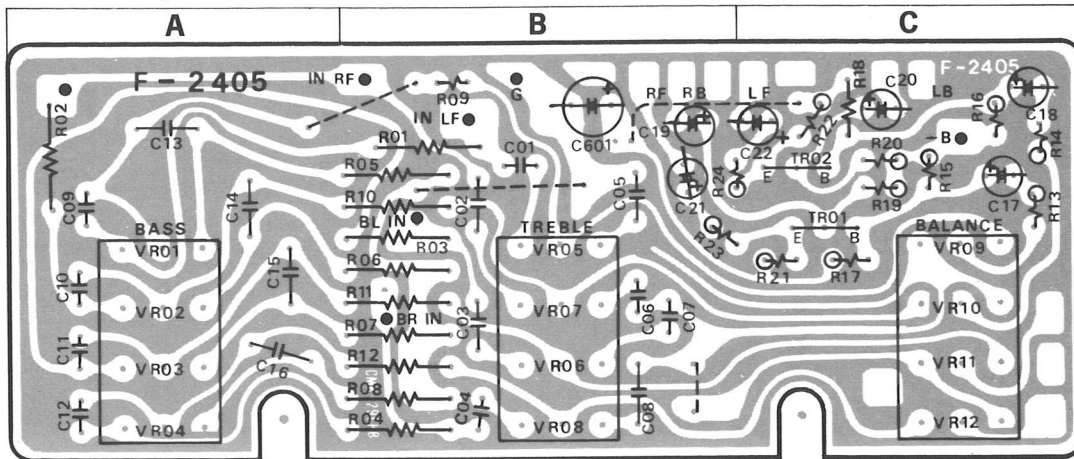 A B C
F-2405
IN RF
R09
G
IN LF
R02
C13
R01
C01
C601
RF RB LF
C19
C21
C22
R22
R18
C20
F-2405
LB
R16
C18
R14
-B
R24
TR02
E B
R20
R19
R15
C17
R13
R05
R10
BL IN
R03
C02
C05
R23
TR01
E B
R21
R17
C09
C14
BASS
VR01
TREBLE
VR05
BALANCE
VR09
C15
C10
VR02
R06
R11
BR IN
R07
C03
VR07
C06
C07
VR10
C11
VR03
C16
R12
VR06
VR11
C12
VR04
R08
R04
C04
VR08
C08
VR12